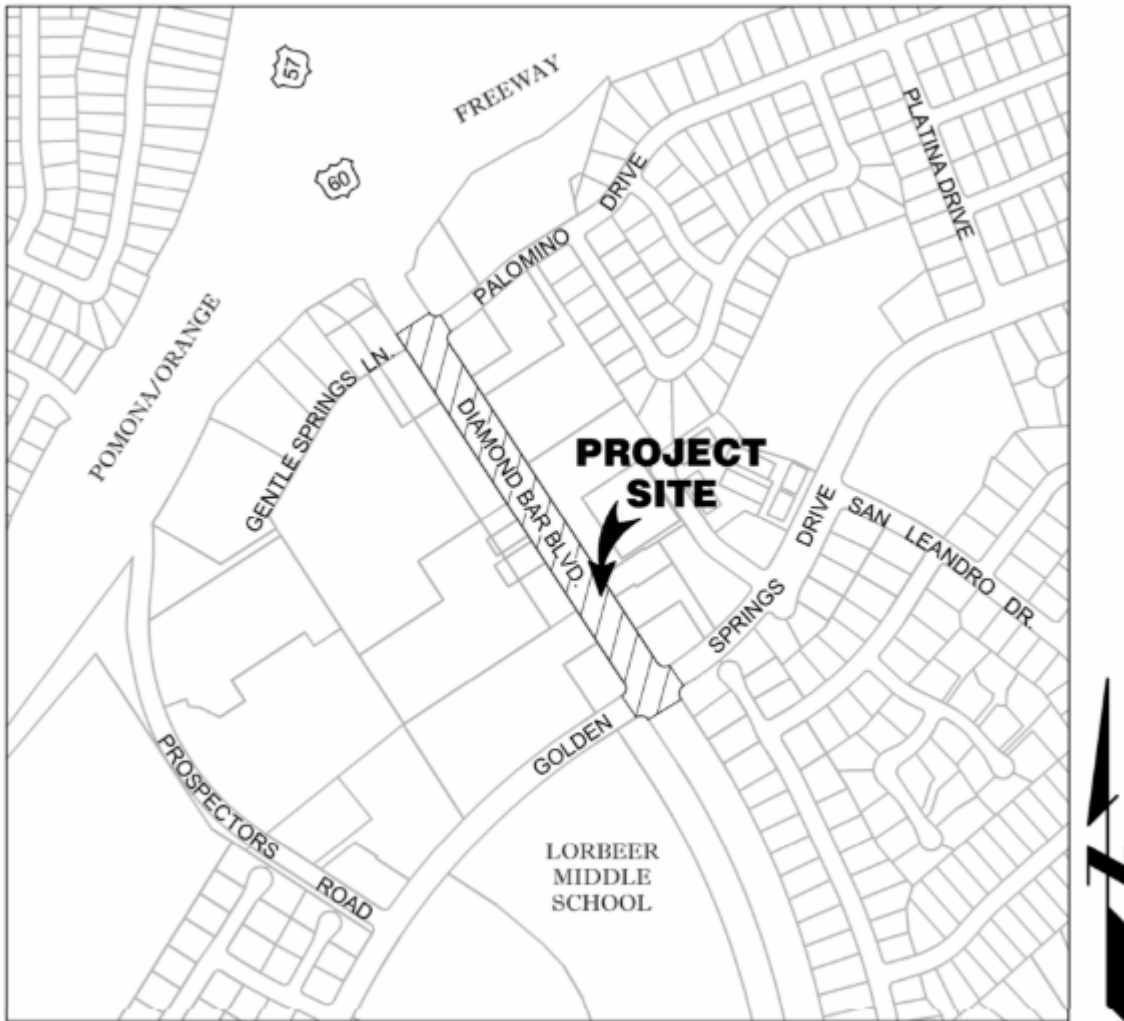 57
FREEWAY
60
PLATINA DRIVE
PALOMINO DRIVE
POMONA/ORANGE
GENTLE SPRINGS LN.
DIAMOND BAR BLVD.
PROJECT
SITE
SAN LEANDRO DR.
GOLDEN SPRINGS DRIVE
PROSPECTORS ROAD
LORBEER
MIDDLE
SCHOOL